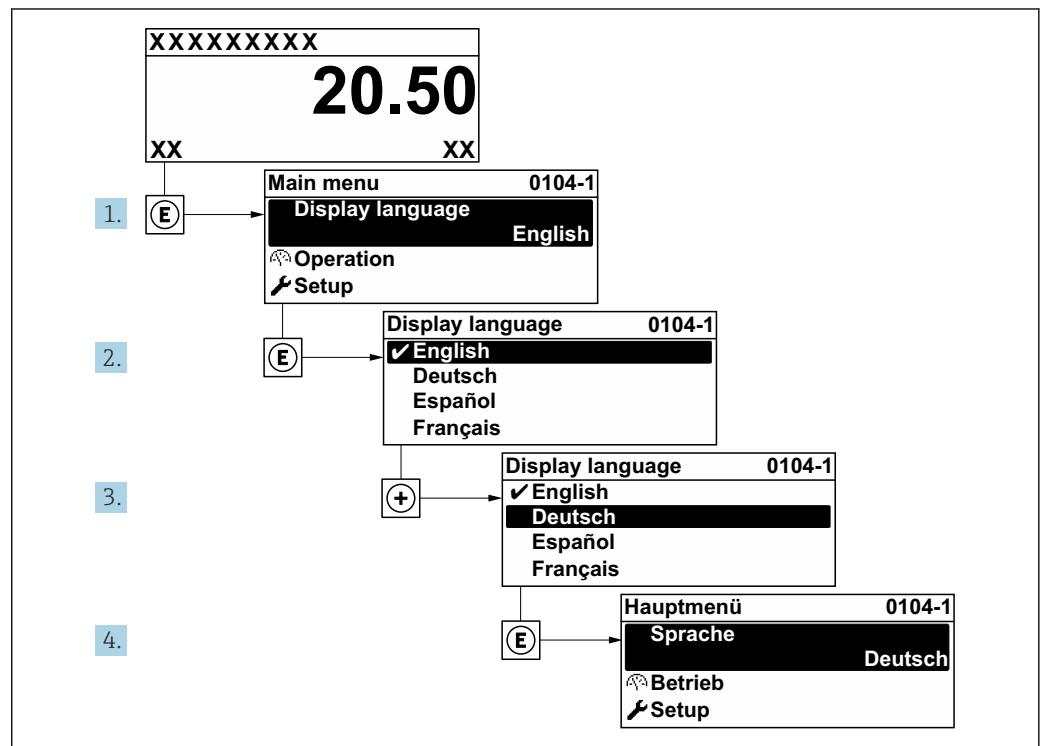 XXXXXXXXX
20.50
XX XX
1.
E
Main menu 0104-1
Display language
English
Operation
Setup
2.
E
Display language 0104-1
✔English
Deutsch
Español
Français
3.
+
Display language 0104-1
✔English
Deutsch
Español
Français
4.
E
Hauptmenü 0104-1
Sprache
Deutsch
Betrieb
Setup